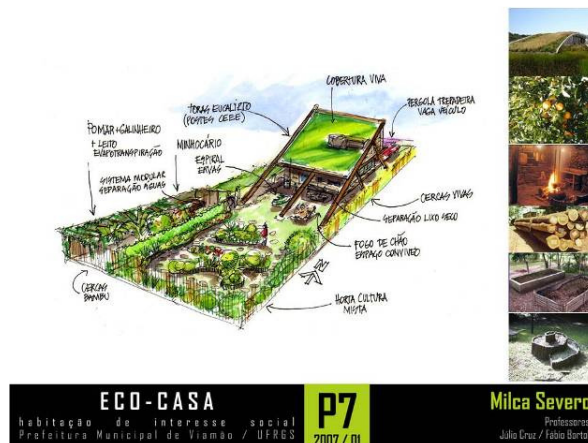 COBERTURA VIVA
TORAS EUCALIPTO
(POSTES CEEE)
PERGOLA TREPADEIRA
VAGA VEÍCULO
POMAR + GALINHEIRO
+ LEITO
EVAPOTRANSPIRAÇÃO
MINHOCÁRIO
ESPIRAL
ERVAS
SISTEMA MODULAR
SEPARAÇÃO ÁGUAS
CERCAS VIVAS
SEPARAÇÃO LIXO SECO
FOGO DE CHÃO
ESPAÇO CONVÍVIO
CERCAS
BAMBU
HORTA CULTURA
MISTA
ECO-CASA
habitação de interesse social
Prefeitura Municipal de Viamão / UFRGS
P7
2007 / 01
Milca Severo
Professores
Júlio Cruz / Fábio